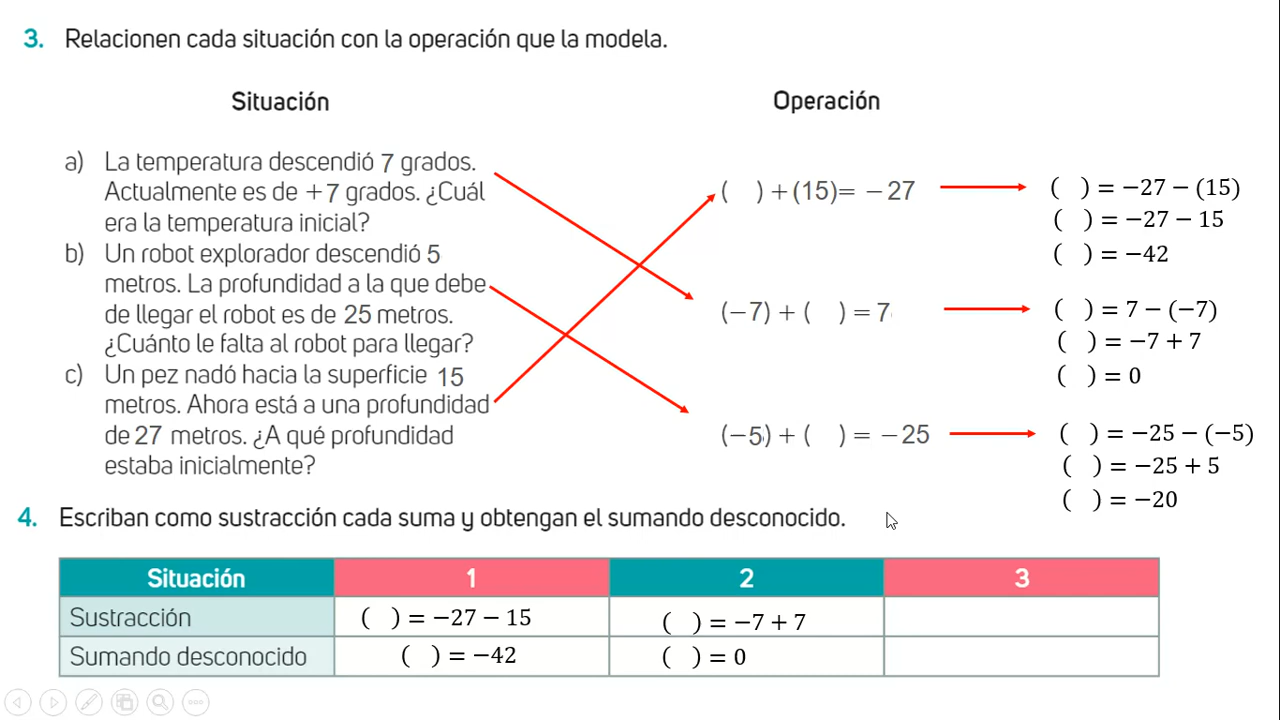 3. Relacionen cada situación con la operación que la modela.
Situación
Operación
a) La temperatura descendió 7 grados.
Actualmente es de +7 grados. ¿Cuál
era la temperatura inicial?
b) Un robot explorador descendió 5
metros. La profundidad a la que debe
de llegar el robot es de 25 metros.
¿Cuánto le falta al robot para llegar?
c) Un pez nadó hacia la superficie 15
metros. Ahora está a una profundidad
de 27 metros. ¿A qué profundidad
estaba inicialmente?
( ) + (15) = −27
( ) = −27 − (15)
( ) = −27 − 15
( ) = −42
(−7) + ( ) = 7
( ) = 7 − (−7)
( ) = −7 + 7
( ) = 0
(−5) + ( ) = −25
( ) = −25 − (−5)
( ) = −25 + 5
( ) = −20
4. Escriban como sustracción cada suma y obtengan el sumando desconocido.
Situación 1 2 3
Sustracción ( ) = −27 − 15 ( ) = −7 + 7
Sumando desconocido ( ) = −42 ( ) = 0